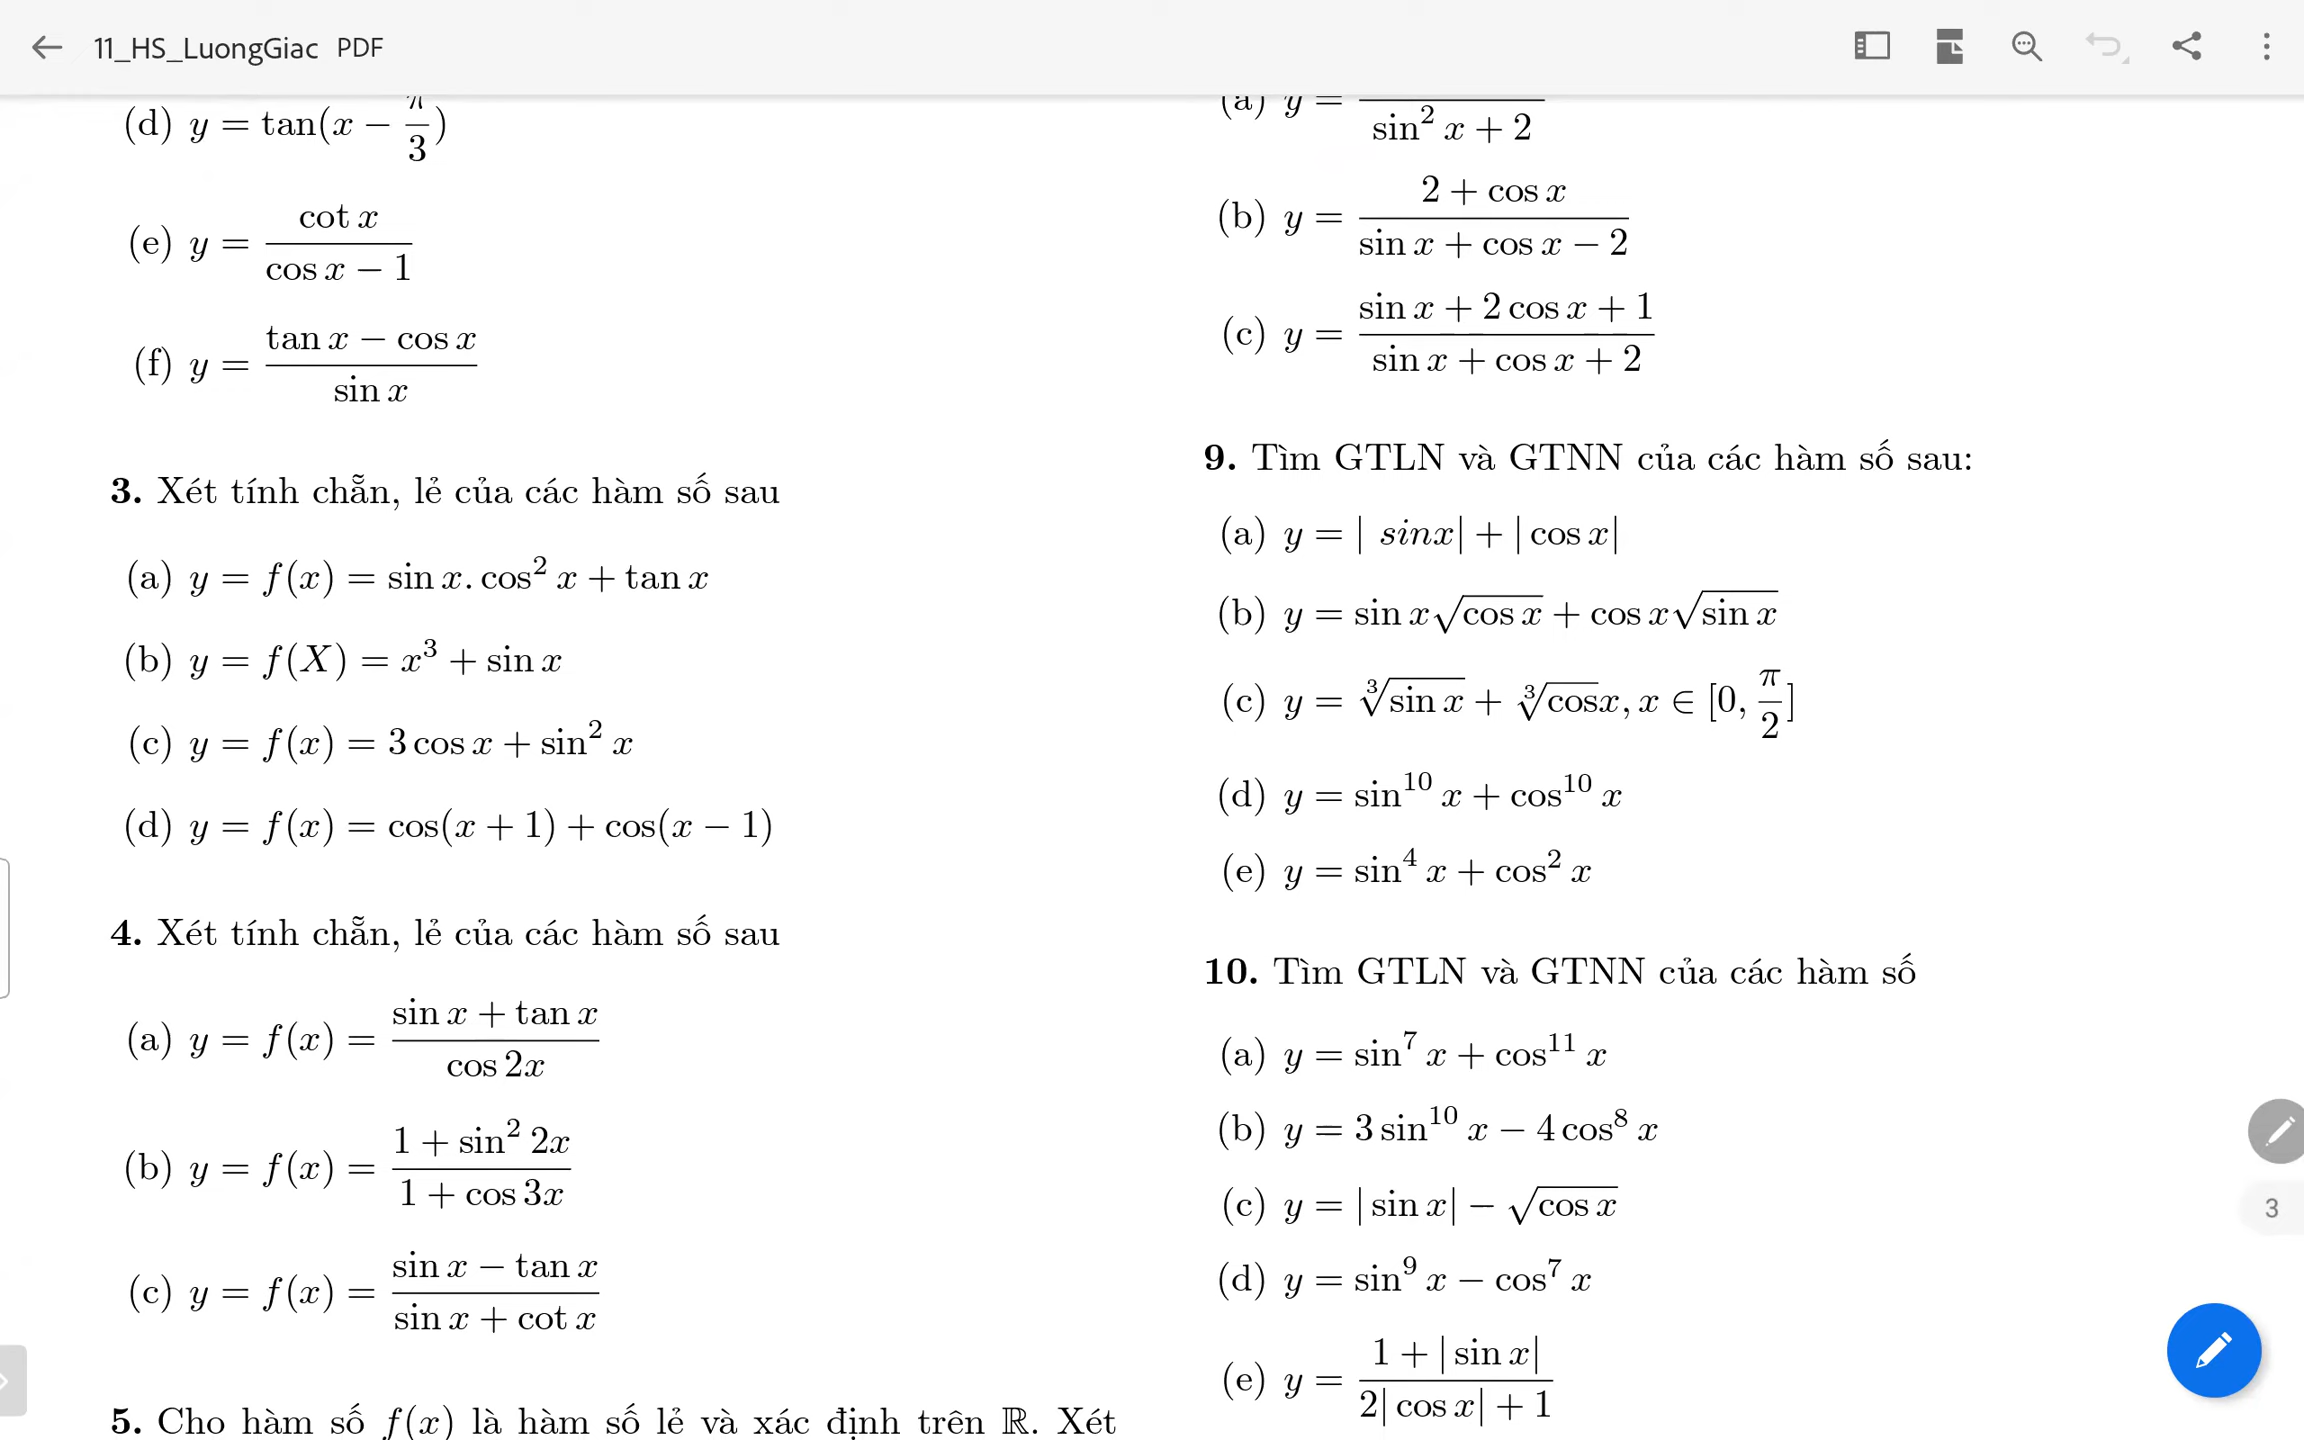 11_HS_LuongGiac PDF
(d) y = tan(x − π/3)
(e) y = cot x / (cos x − 1)
(f) y = (tan x − cos x) / sin x
3. Xét tính chẵn, lẻ của các hàm số sau
(a) y = f(x) = sin x. cos² x + tan x
(b) y = f(X) = x³ + sin x
(c) y = f(x) = 3 cos x + sin² x
(d) y = f(x) = cos(x + 1) + cos(x − 1)
4. Xét tính chẵn, lẻ của các hàm số sau
(a) y = f(x) = (sin x + tan x) / cos 2x
(b) y = f(x) = (1 + sin² 2x) / (1 + cos 3x)
(c) y = f(x) = (sin x − tan x) / (sin x + cot x)
5. Cho hàm số f(x) là hàm số lẻ và xác định trên ℝ. Xét
(a) y = / (sin² x + 2)
(b) y = (2 + cos x) / (sin x + cos x − 2)
(c) y = (sin x + 2 cos x + 1) / (sin x + cos x + 2)
9. Tìm GTLN và GTNN của các hàm số sau:
(a) y = | sinx| + | cos x|
(b) y = sin x√(cos x) + cos x√(sin x)
(c) y = ∛(sin x) + ∛(cos)x, x ∈ [0, π/2]
(d) y = sin¹⁰ x + cos¹⁰ x
(e) y = sin⁴ x + cos² x
10. Tìm GTLN và GTNN của các hàm số
(a) y = sin⁷ x + cos¹¹ x
(b) y = 3 sin¹⁰ x − 4 cos⁸ x
(c) y = | sin x| − √(cos x)
(d) y = sin⁹ x − cos⁷ x
(e) y = (1 + | sin x|) / (2| cos x| + 1)
3